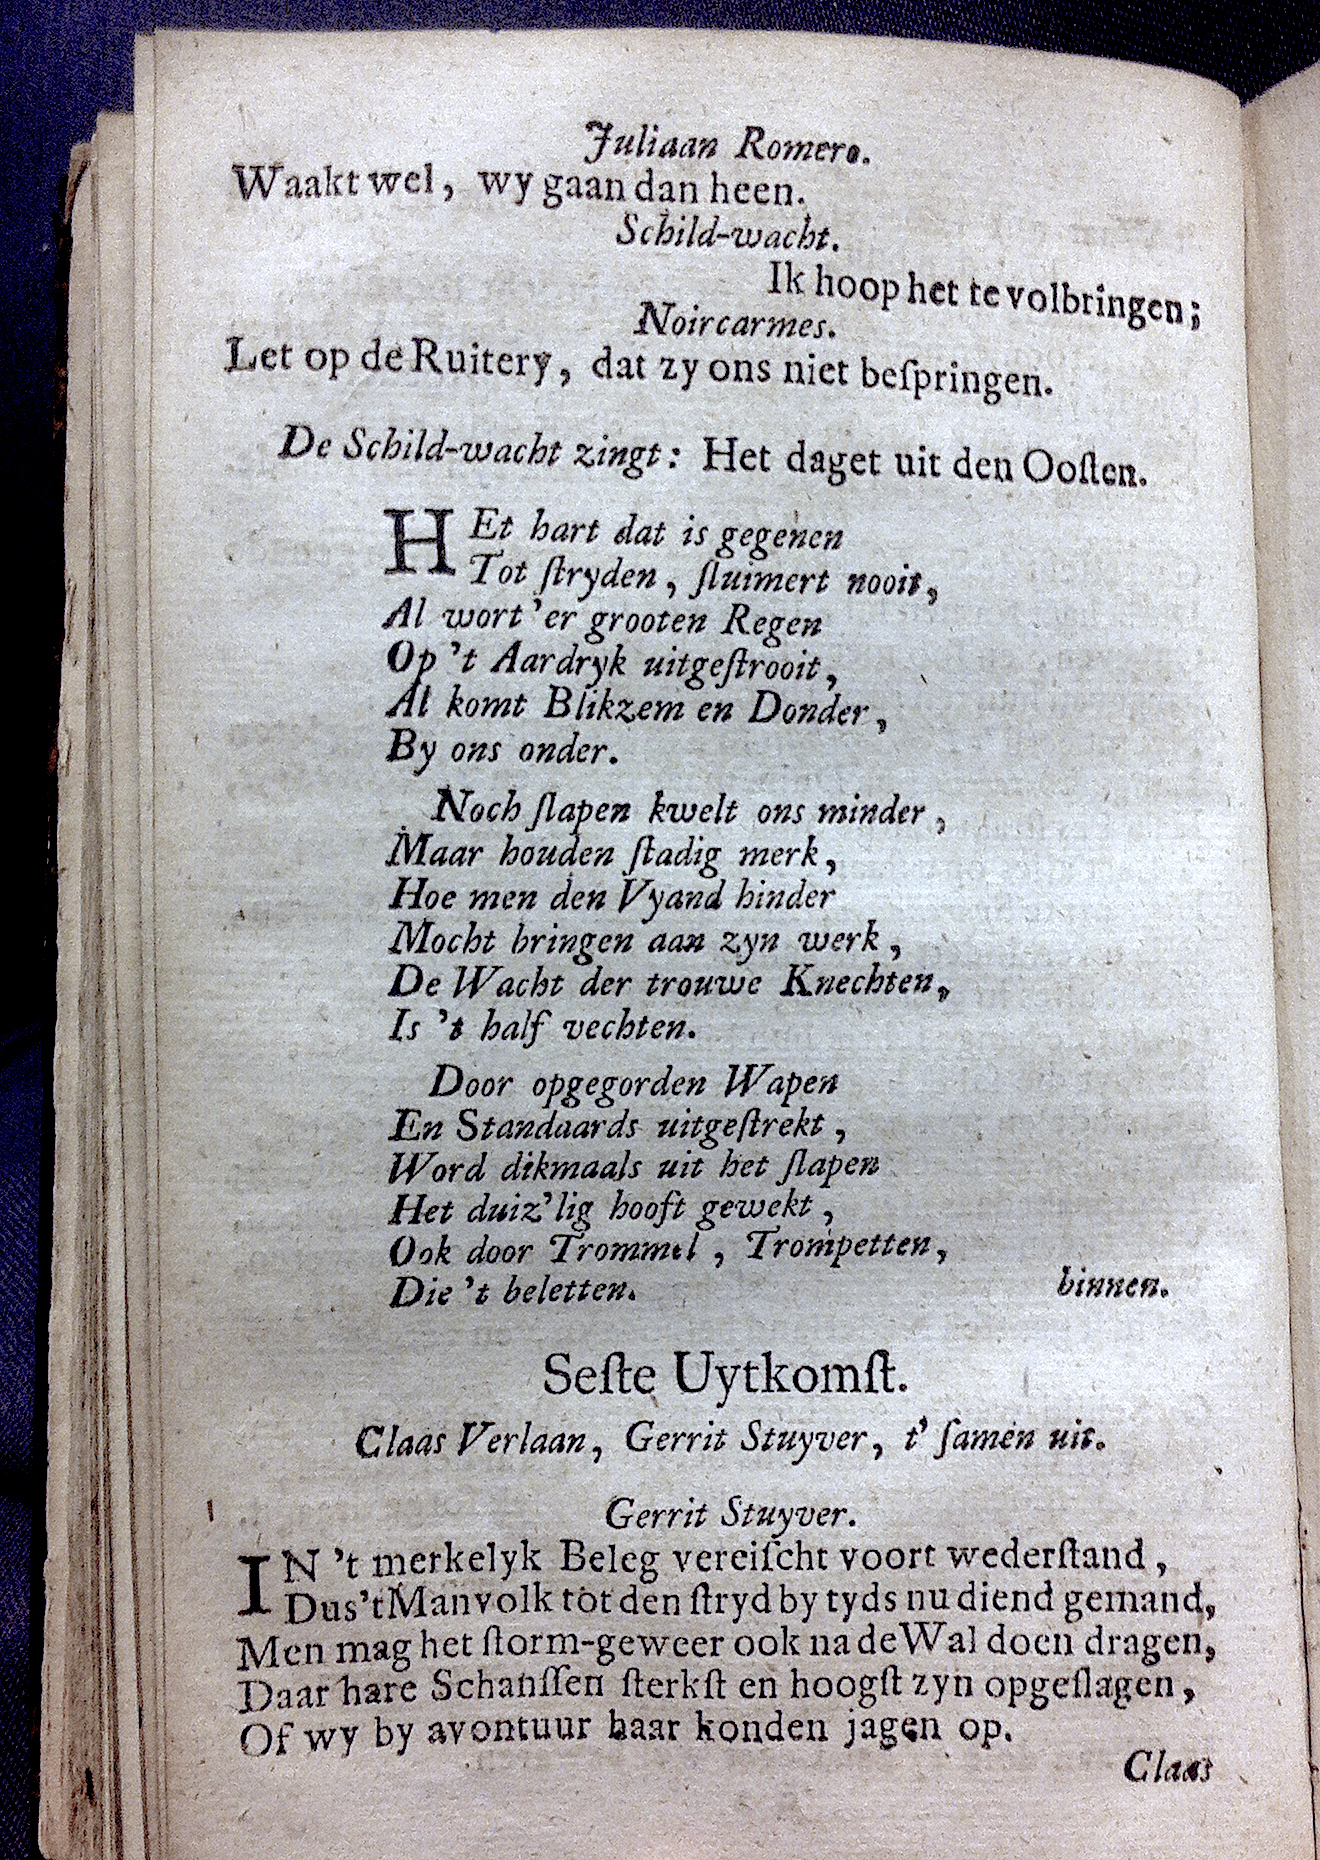 Juliaan Romero.
Waakt wel, wy gaan dan heen.
Schild-wacht.
Ik hoop het te volbringen;
Noircarmes.
Let op de Ruitery, dat zy ons niet beſpringen.
De Schild-wacht zingt: Het daget uit den Ooſten.
HEt hart dat is gegenen
Tot ſtryden, ſluimert nooit,
Al wort 'er grooten Regen
Op 't Aardryk uitgeſtrooit,
Al komt Blikzem en Donder,
By ons onder.
Noch ſlapen kwelt ons minder,
Maar houden ſtadig merk,
Hoe men den Vyand hinder
Mocht bringen aan zyn werk,
De Wacht der trouwe Knechten,
Is 't half vechten.
Door opgegorden Wapen
En Standaards uitgeſtrekt,
Word dikmaals uit het ſlapen
Het duiz'lig hooft gewekt,
Ook door Trommel, Trompetten,
Die 't beletten. binnen.
Seſte Uytkomſt.
Claas Verlaan, Gerrit Stuyver, t' ſamen uit.
Gerrit Stuyver.
IN 't merkelyk Beleg vereiſcht voort wederſtand,
Dus 't Manvolk tot den ſtryd by tyds nu diend gemand,
Men mag het ſtorm-geweer ook na de Wal doen dragen,
Daar hare Schanſſen ſterkſt en hoogſt zyn opgeſlagen,
Of wy by avontuur haar konden jagen op.
Claas